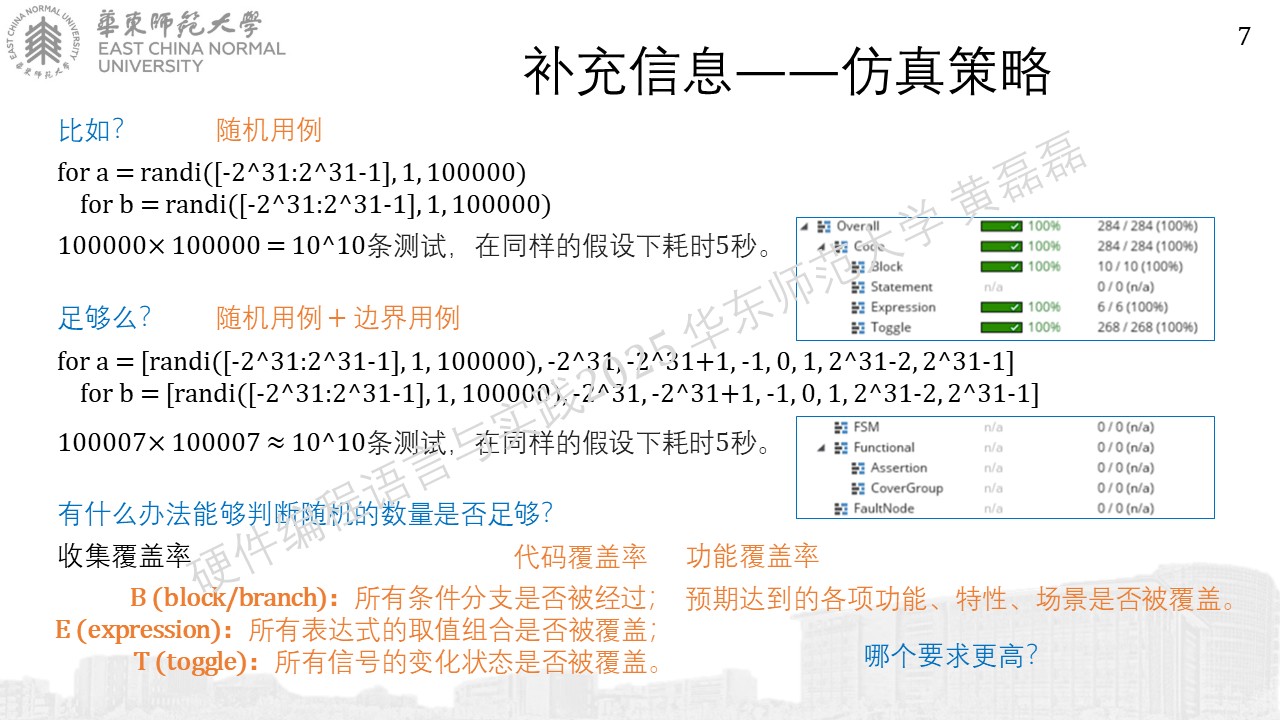 EAST CHINA NORMAL UNIVERSITY
華東師範大學
華東師範大學
EAST CHINA NORMAL
UNIVERSITY
7
补充信息——仿真策略
比如? 随机用例
for a = randi([-2^31:2^31-1], 1, 100000)
for b = randi([-2^31:2^31-1], 1, 100000)
100000× 100000 = 10^10条测试，在同样的假设下耗时5秒。
足够么? 随机用例 + 边界用例
for a = [randi([-2^31:2^31-1], 1, 100000), -2^31, -2^31+1, -1, 0, 1, 2^31-2, 2^31-1]
for b = [randi([-2^31:2^31-1], 1, 100000), -2^31, -2^31+1, -1, 0, 1, 2^31-2, 2^31-1]
100007× 100007 ≈ 10^10条测试，在同样的假设下耗时5秒。
Overall 100% 284 / 284 (100%)
Code 100% 284 / 284 (100%)
Block 100% 10 / 10 (100%)
Statement n/a 0 / 0 (n/a)
Expression 100% 6 / 6 (100%)
Toggle 100% 268 / 268 (100%)
FSM n/a 0 / 0 (n/a)
Functional n/a 0 / 0 (n/a)
Assertion n/a 0 / 0 (n/a)
CoverGroup n/a 0 / 0 (n/a)
FaultNode n/a 0 / 0 (n/a)
有什么办法能够判断随机的数量是否足够?
收集覆盖率 代码覆盖率 功能覆盖率
B (block/branch)：所有条件分支是否被经过； 预期达到的各项功能、特性、场景是否被覆盖。
E (expression)：所有表达式的取值组合是否被覆盖；
T (toggle)：所有信号的变化状态是否被覆盖。
哪个要求更高?
硬件编程语言与实践2025 华东师范大学 黄磊磊